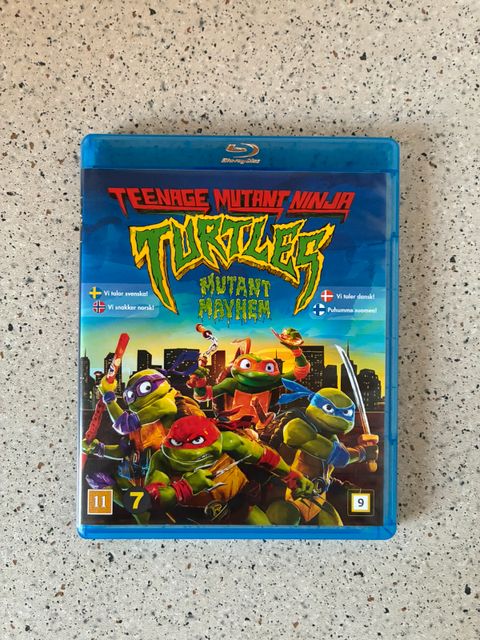 Blu-ray Disc
TEENAGE MUTANT NINJA
TURTLES
MUTANT
MAYHEM
Vi talar svenska!
Vi snakker norsk!
Vi taler dansk!
Puhumme suomea!
11
7
9